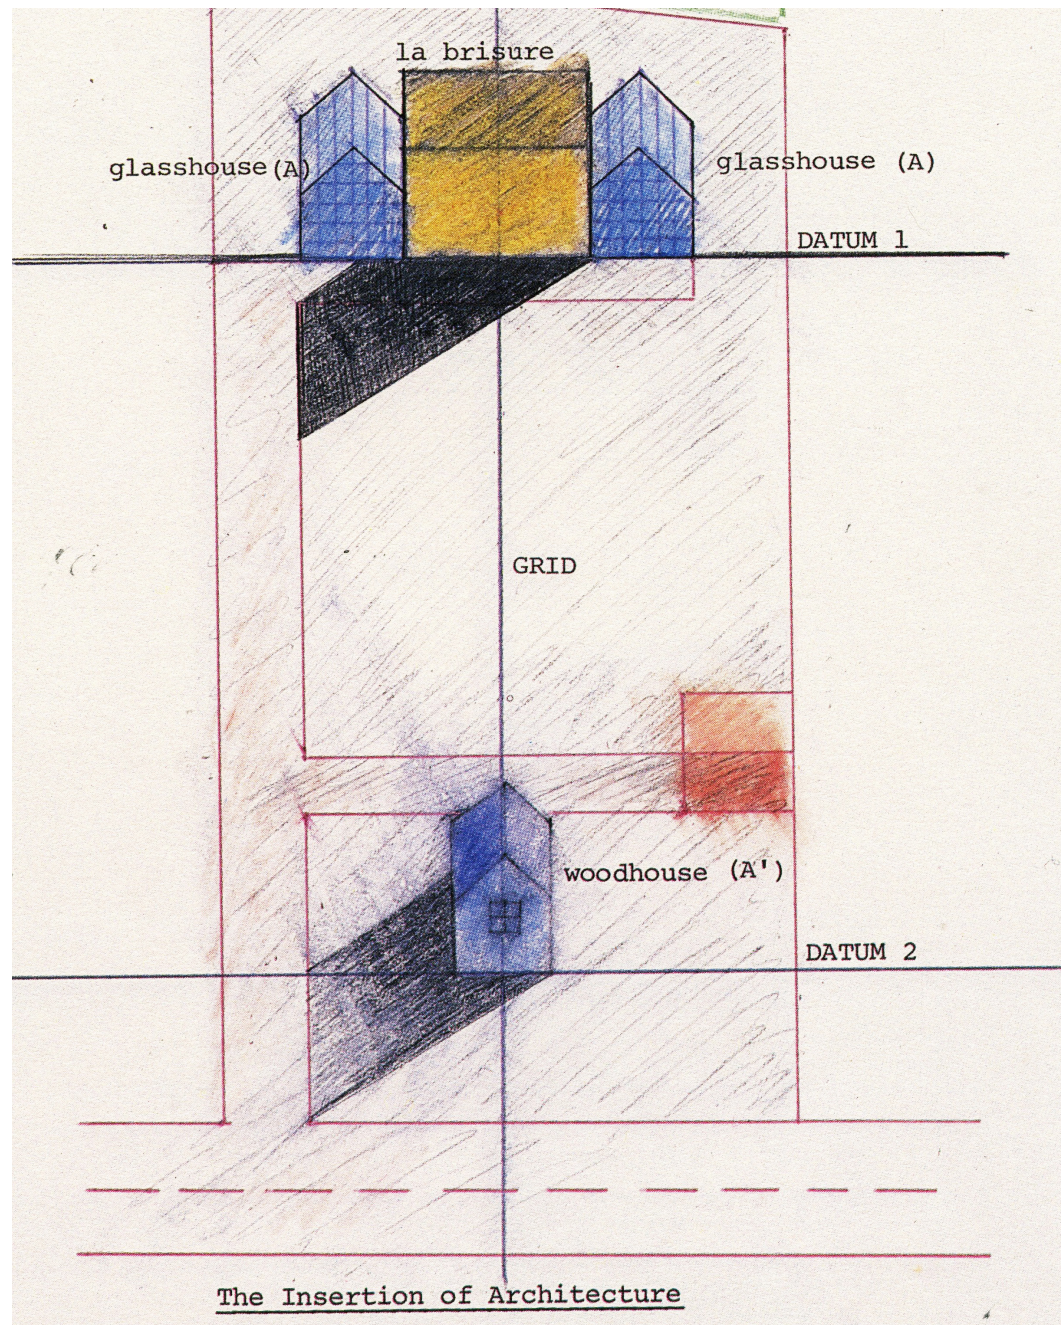 la brisure
glasshouse (A)
glasshouse (A)
DATUM 1
GRID
woodhouse (A')
DATUM 2
The Insertion of Architecture